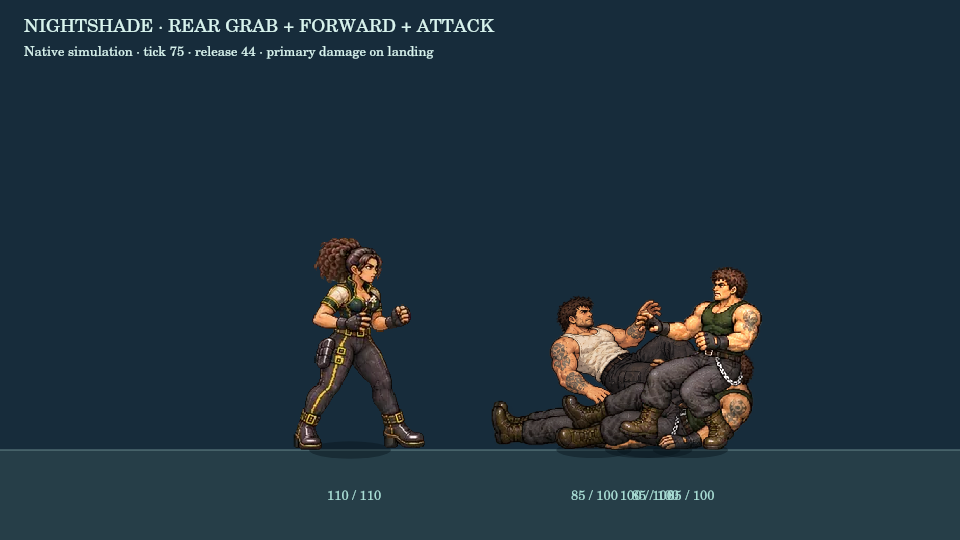 NIGHTSHADE · REAR GRAB + FORWARD + ATTACK
Native simulation · tick 75 · release 44 · primary damage on landing
110 / 110
85 / 100
/ 100